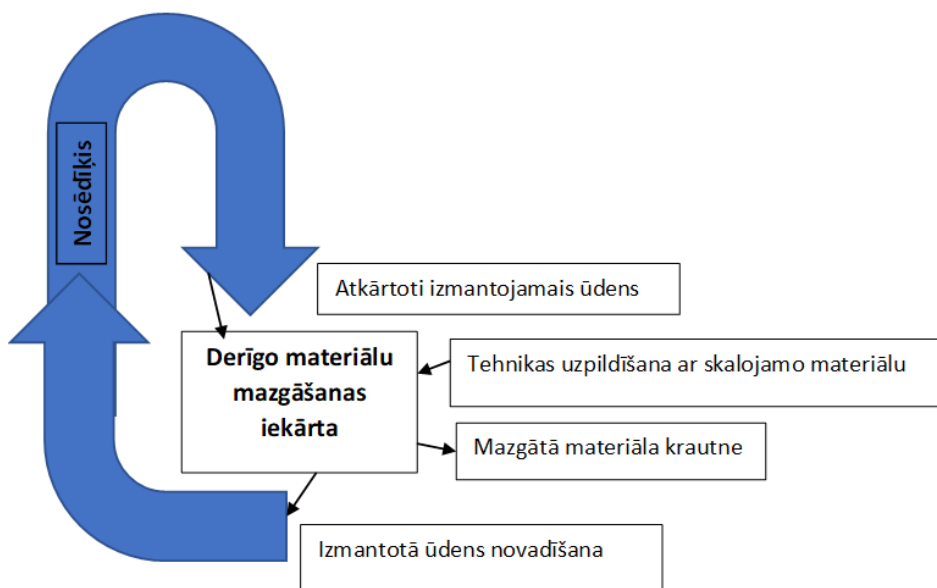 Nosēdīķis
Atkārtoti izmantojamais ūdens
Derīgo materiālu
mazgāšanas
iekārta
Tehnikas uzpildīšana ar skalojamo materiālu
Mazgātā materiāla krautne
Izmantotā ūdens novadīšana